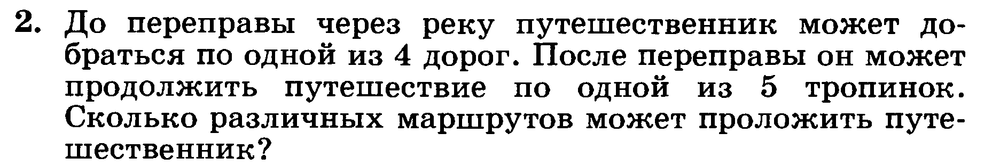 2. До переправы через реку путешественник может до-
браться по одной из 4 дорог. После переправы он может
продолжить путешествие по одной из 5 тропинок.
Сколько различных маршрутов может проложить путе-
шественник?